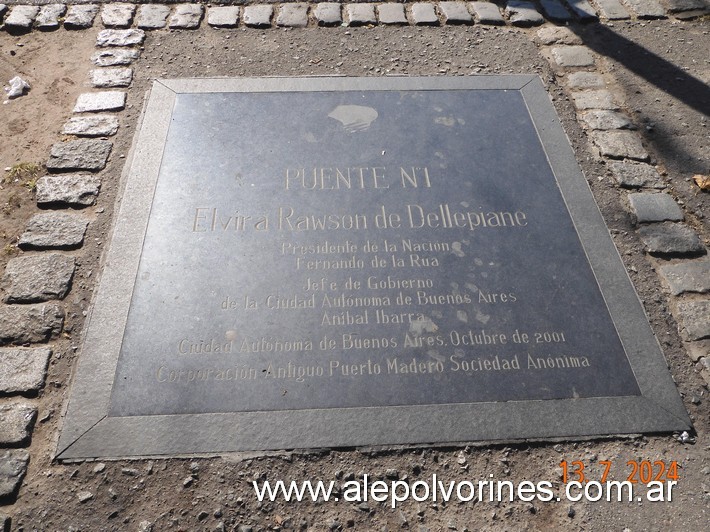 PUENTE Nº1
Elvira Rawson de Dellepiane
Presidente de la Nación
Fernando de la Rua
Jefe de Gobierno
de la Ciudad Autónoma de Buenos Aires
Aníbal Ibarra
Ciudad Autónoma de Buenos Aires, Octubre de 2001
Corporación Antiguo Puerto Madero Sociedad Anónima
13.7.2024
www.alepolvorines.com.ar